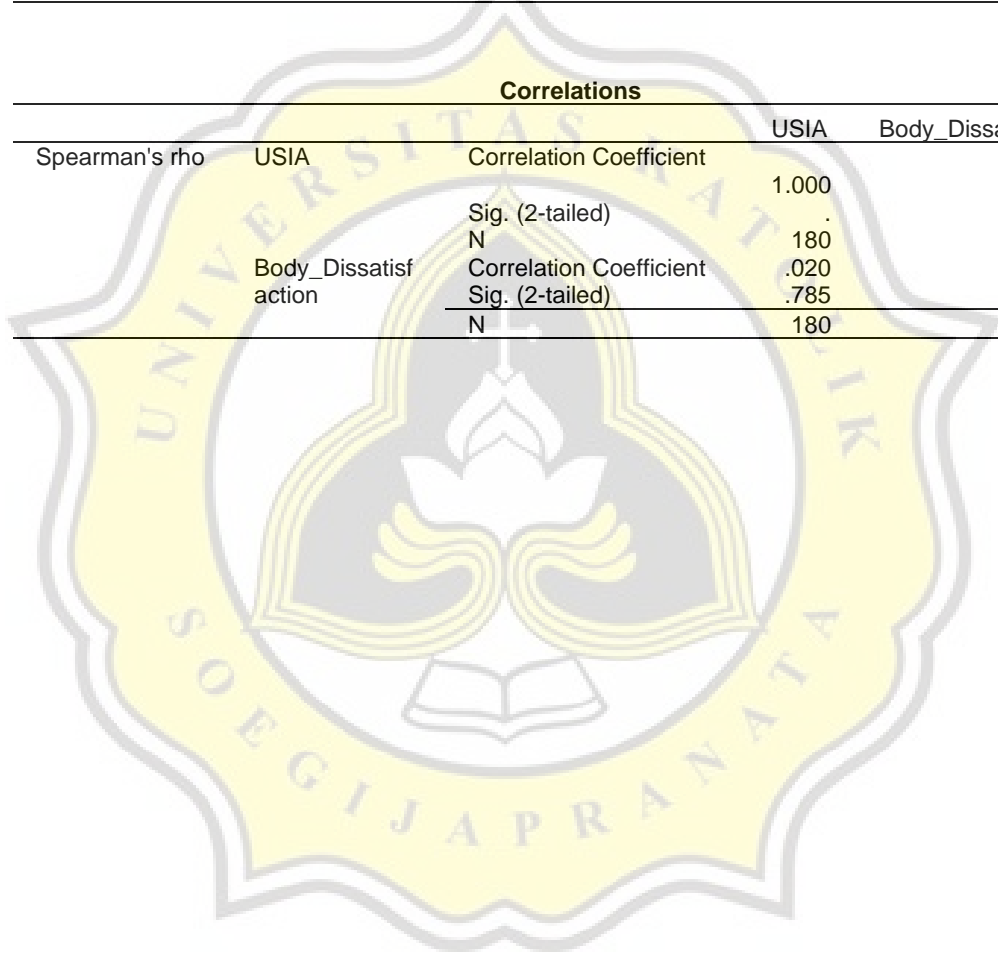 Correlations
USIA Body_Dissa
Spearman's rho USIA Correlation Coefficient
1.000
Sig. (2-tailed) .
N 180
Body_Dissatisf Correlation Coefficient .020
action Sig. (2-tailed) .785
N 180
UNIVERSITAS KATOLIK
SOEGIJAPRANATA